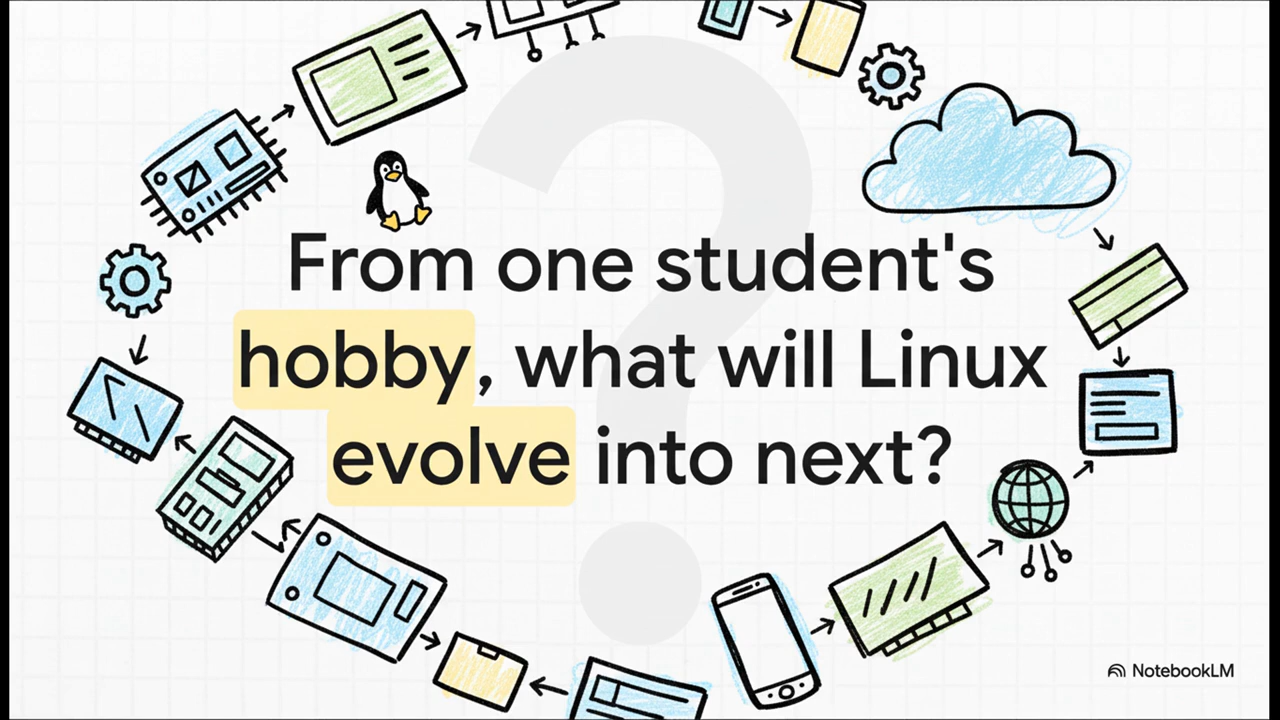 From one student's
hobby, what will Linux
evolve into next?
NotebookLM